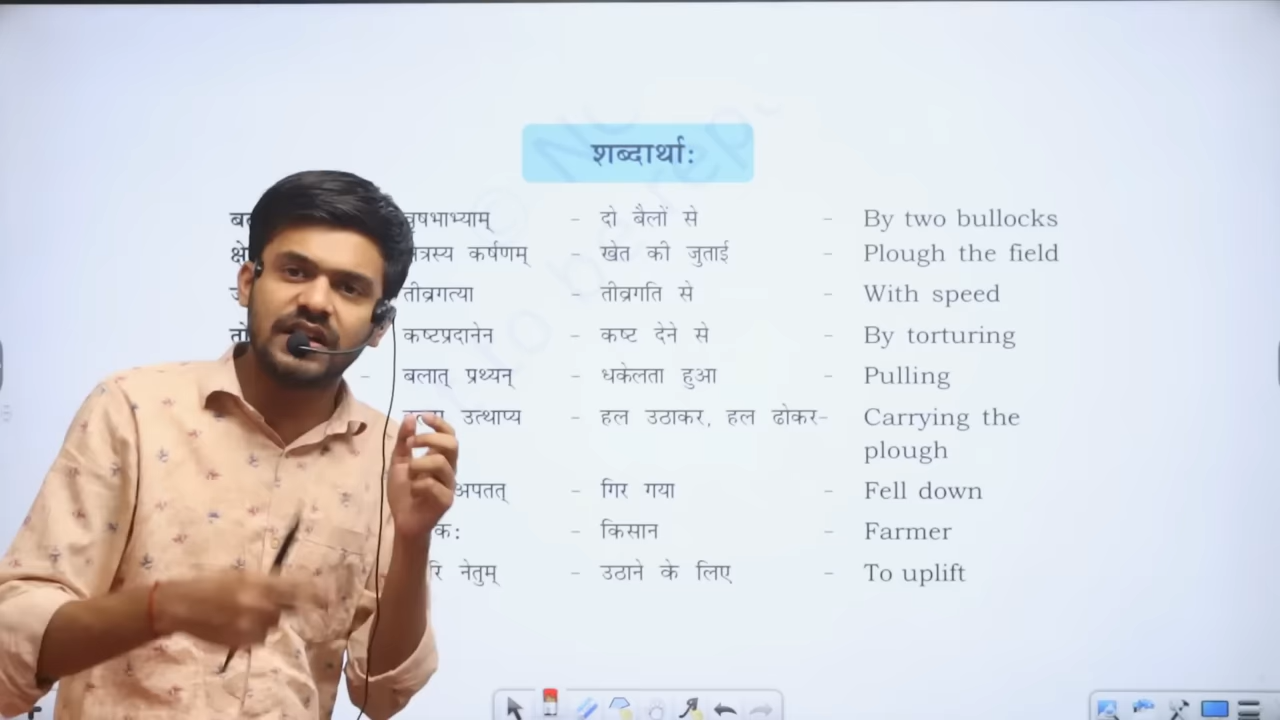 शब्दार्थाः
वृषभाभ्याम् - दो बैलों से - By two bullocks
कर्षणम् - खेत की जुताई - Plough the field
तीव्रगत्या - तीव्रगति से - With speed
कष्टप्रदानेन - कष्ट देने से - By torturing
- बलात् प्रथ्यन् - धकेलता हुआ - Pulling
उत्थाप्य - हल उठाकर, हल ढोकर- Carrying the
plough
अपतत् - गिर गया - Fell down
- किसान - Farmer
नेतुम् - उठाने के लिए - To uplift